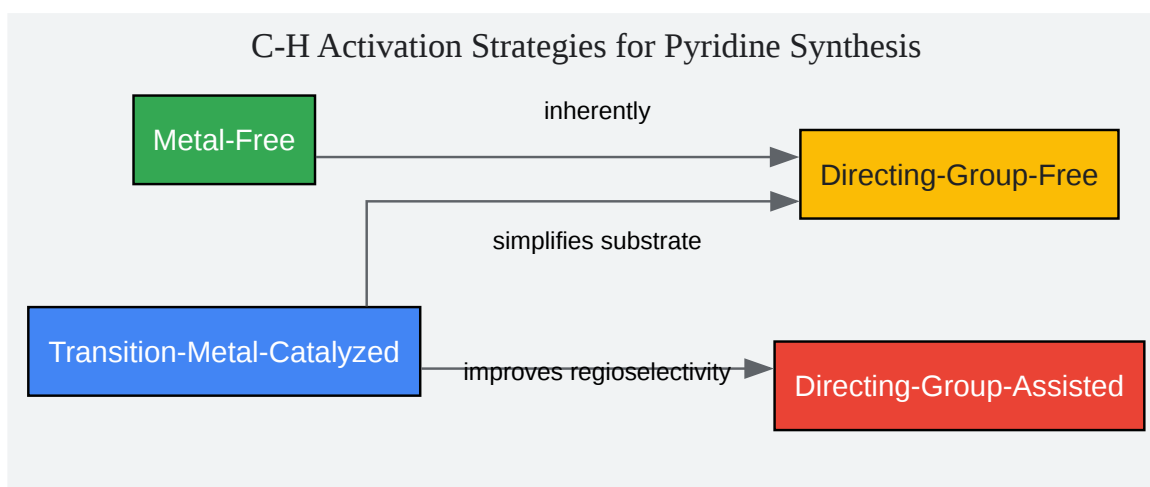 C-H Activation Strategies for Pyridine Synthesis
inherently
Metal-Free
Directing-Group-Free
simplifies substrate
Transition-Metal-Catalyzed
improves regioselectivity
Directing-Group-Assisted